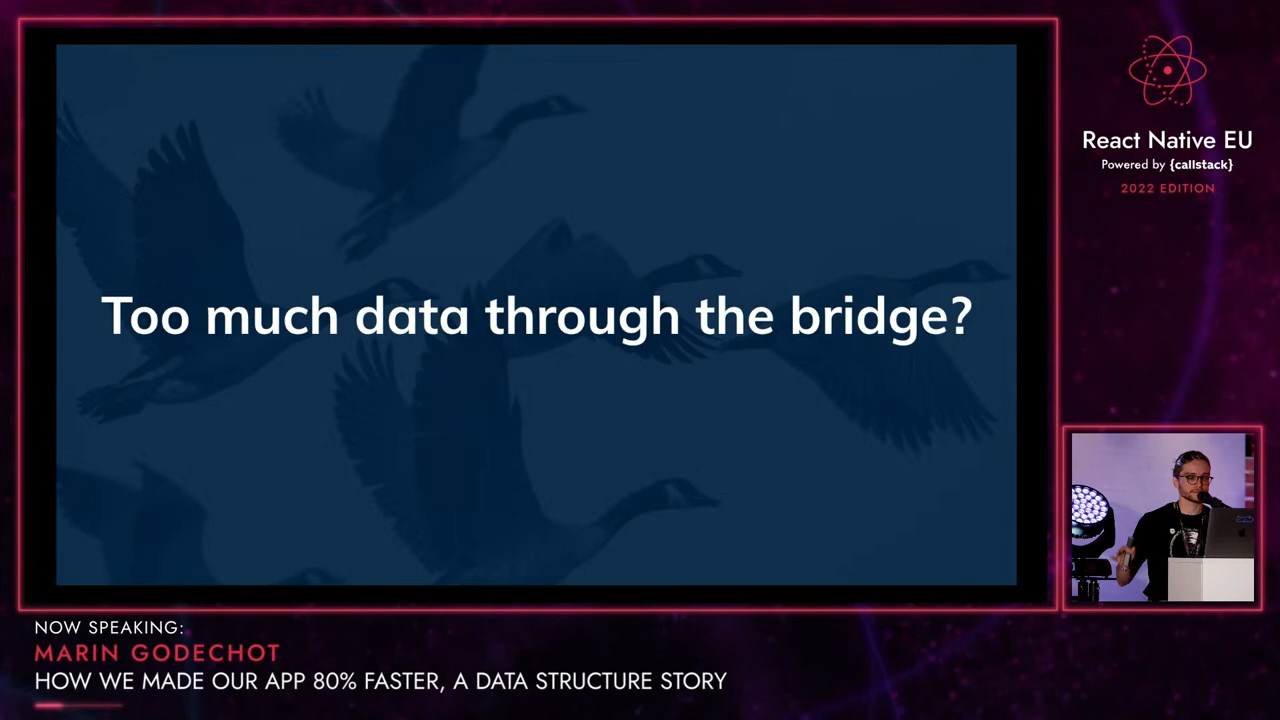 Too much data through the bridge?
React Native EU
Powered by {callstack}
2022 EDITION
NOW SPEAKING:
MARIN GODECHOT
HOW WE MADE OUR APP 80% FASTER, A DATA STRUCTURE STORY